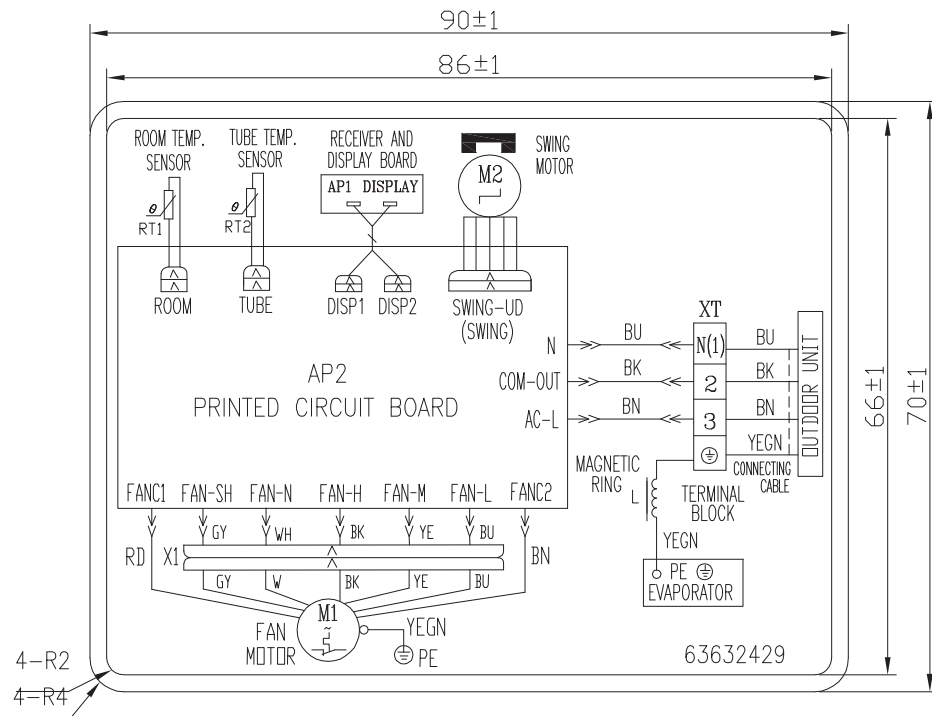 90±1
86±1
ROOM TEMP.
SENSOR
TUBE TEMP.
SENSOR
RECEIVER AND
DISPLAY BOARD
SWING
MOTOR
AP1 DISPLAY
M2
θ
RT1
θ
RT2
ROOM
TUBE
DISP1
DISP2
SWING-UD
(SWING)
XT
N
BU
N(1)
BU
COM-OUT
BK
2
BK
AC-L
BN
3
BN
YEGN
OUTDOOR UNIT
66±1
70±1
AP2
PRINTED CIRCUIT BOARD
MAGNETIC
RING
L
CONNECTING
CABLE
TERMINAL
BLOCK
FANC1
FAN-SH
FAN-N
FAN-H
FAN-M
FAN-L
FANC2
GY
WH
BK
YE
BU
RD
X1
BN
YEGN
GY
W
BK
YE
BU
PE
EVAPORATOR
M1
~
FAN
MOTOR
YEGN
PE
63632429
4-R2
4-R4